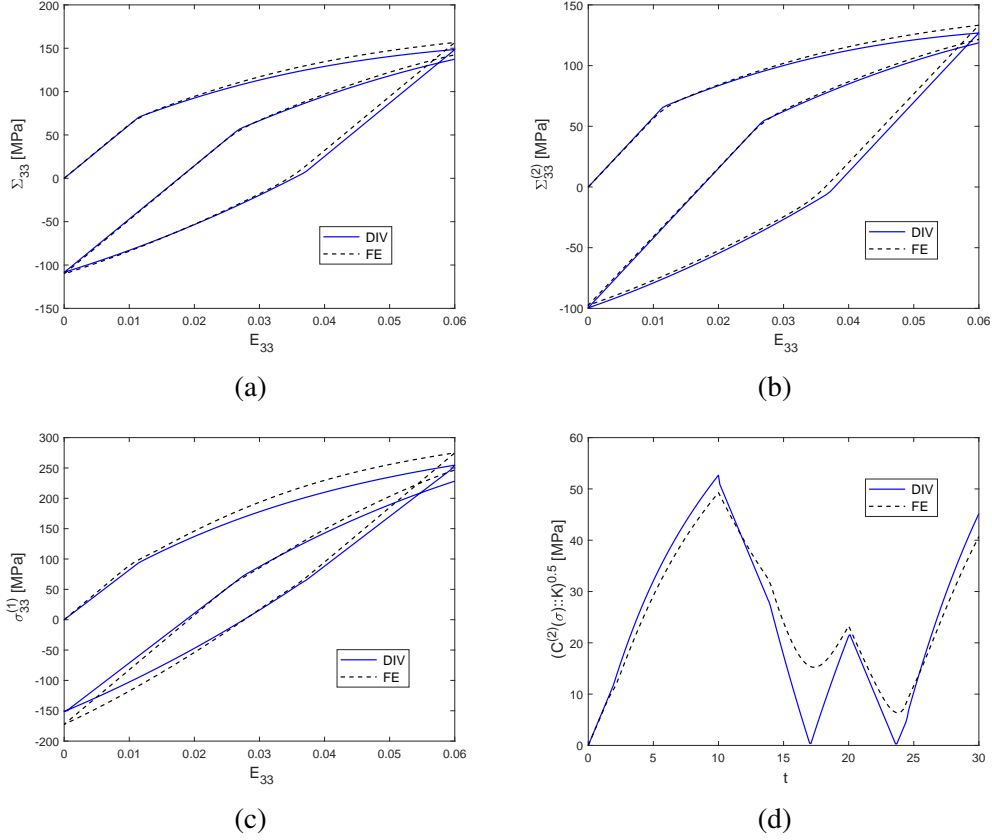 200
150
100
50
0
-50
-100
-150
Σ33 [MPa]
0 0.01 0.02 0.03 0.04 0.05 0.06
E33
DIV
FE
(a)
150
100
50
0
-50
-100
Σ33(2) [MPa]
0 0.01 0.02 0.03 0.04 0.05 0.06
E33
DIV
FE
(b)
300
250
200
150
100
50
0
-50
-100
-150
-200
σ33(1) [MPa]
0 0.01 0.02 0.03 0.04 0.05 0.06
E33
DIV
FE
(c)
60
50
40
30
20
10
0
(C(2)(σ)::K)0.5 [MPa]
0 5 10 15 20 25 30
t
DIV
FE
(d)